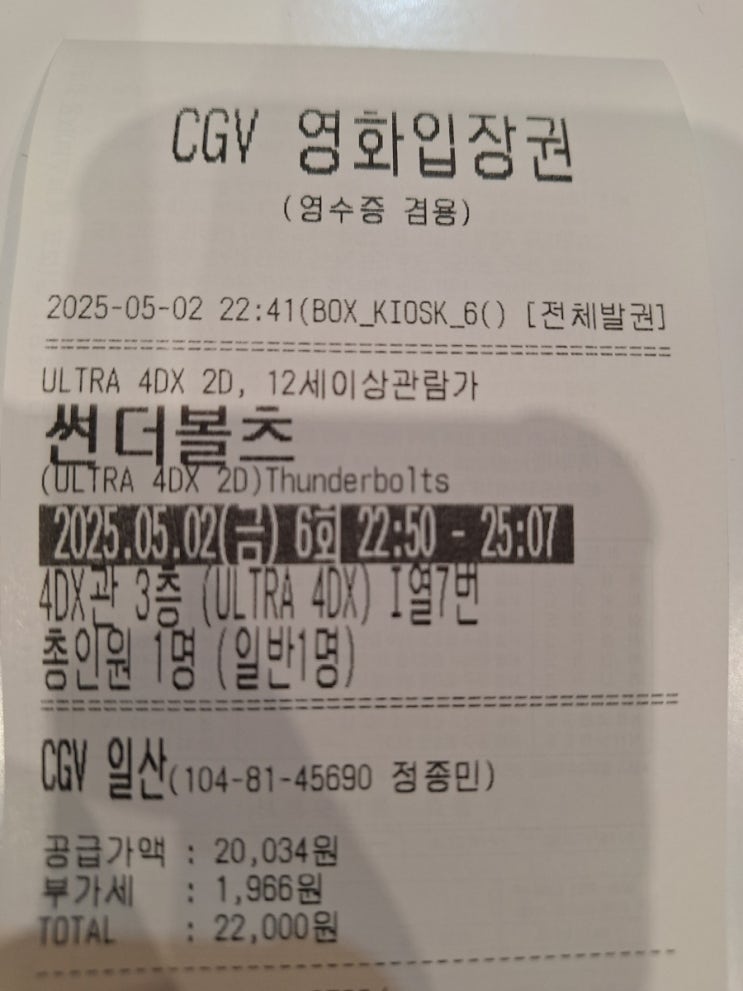 CGV 영화입장권
(영수증 겸용)
2025-05-02 22:41(BOX_KIOSK_6() [전체발권]
ULTRA 4DX 2D, 12세이상관람가
썬더볼츠
(ULTRA 4DX 2D)Thunderbolts
2025.05.02(금) 6회 22:50 - 25:07
4DX관 3층 (ULTRA 4DX) I열7번
총인원 1명 (일반1명)
CGV 일산(104-81-45690 정종민)
공급가액 : 20,034원
부가세 : 1,966원
TOTAL : 22,000원